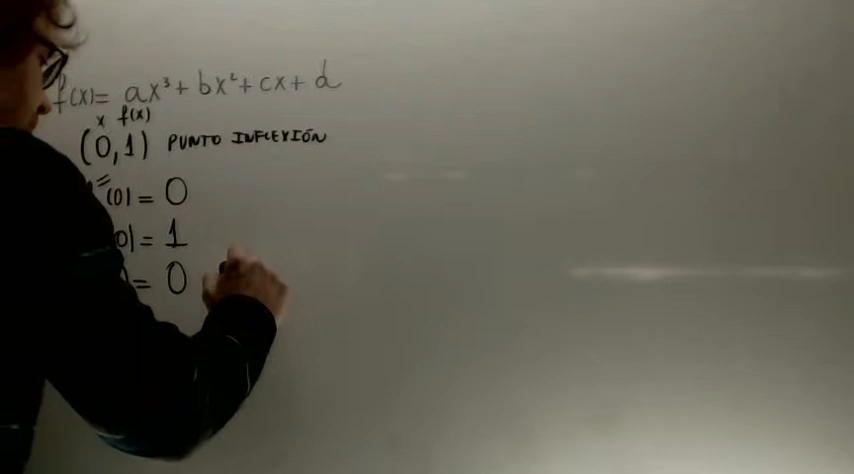 f(x)= ax³+ bx²+ cx+ d
x f(x)
(0,1) PUNTO INFLEXIÓN
(0) = 0
0) = 1
) = 0